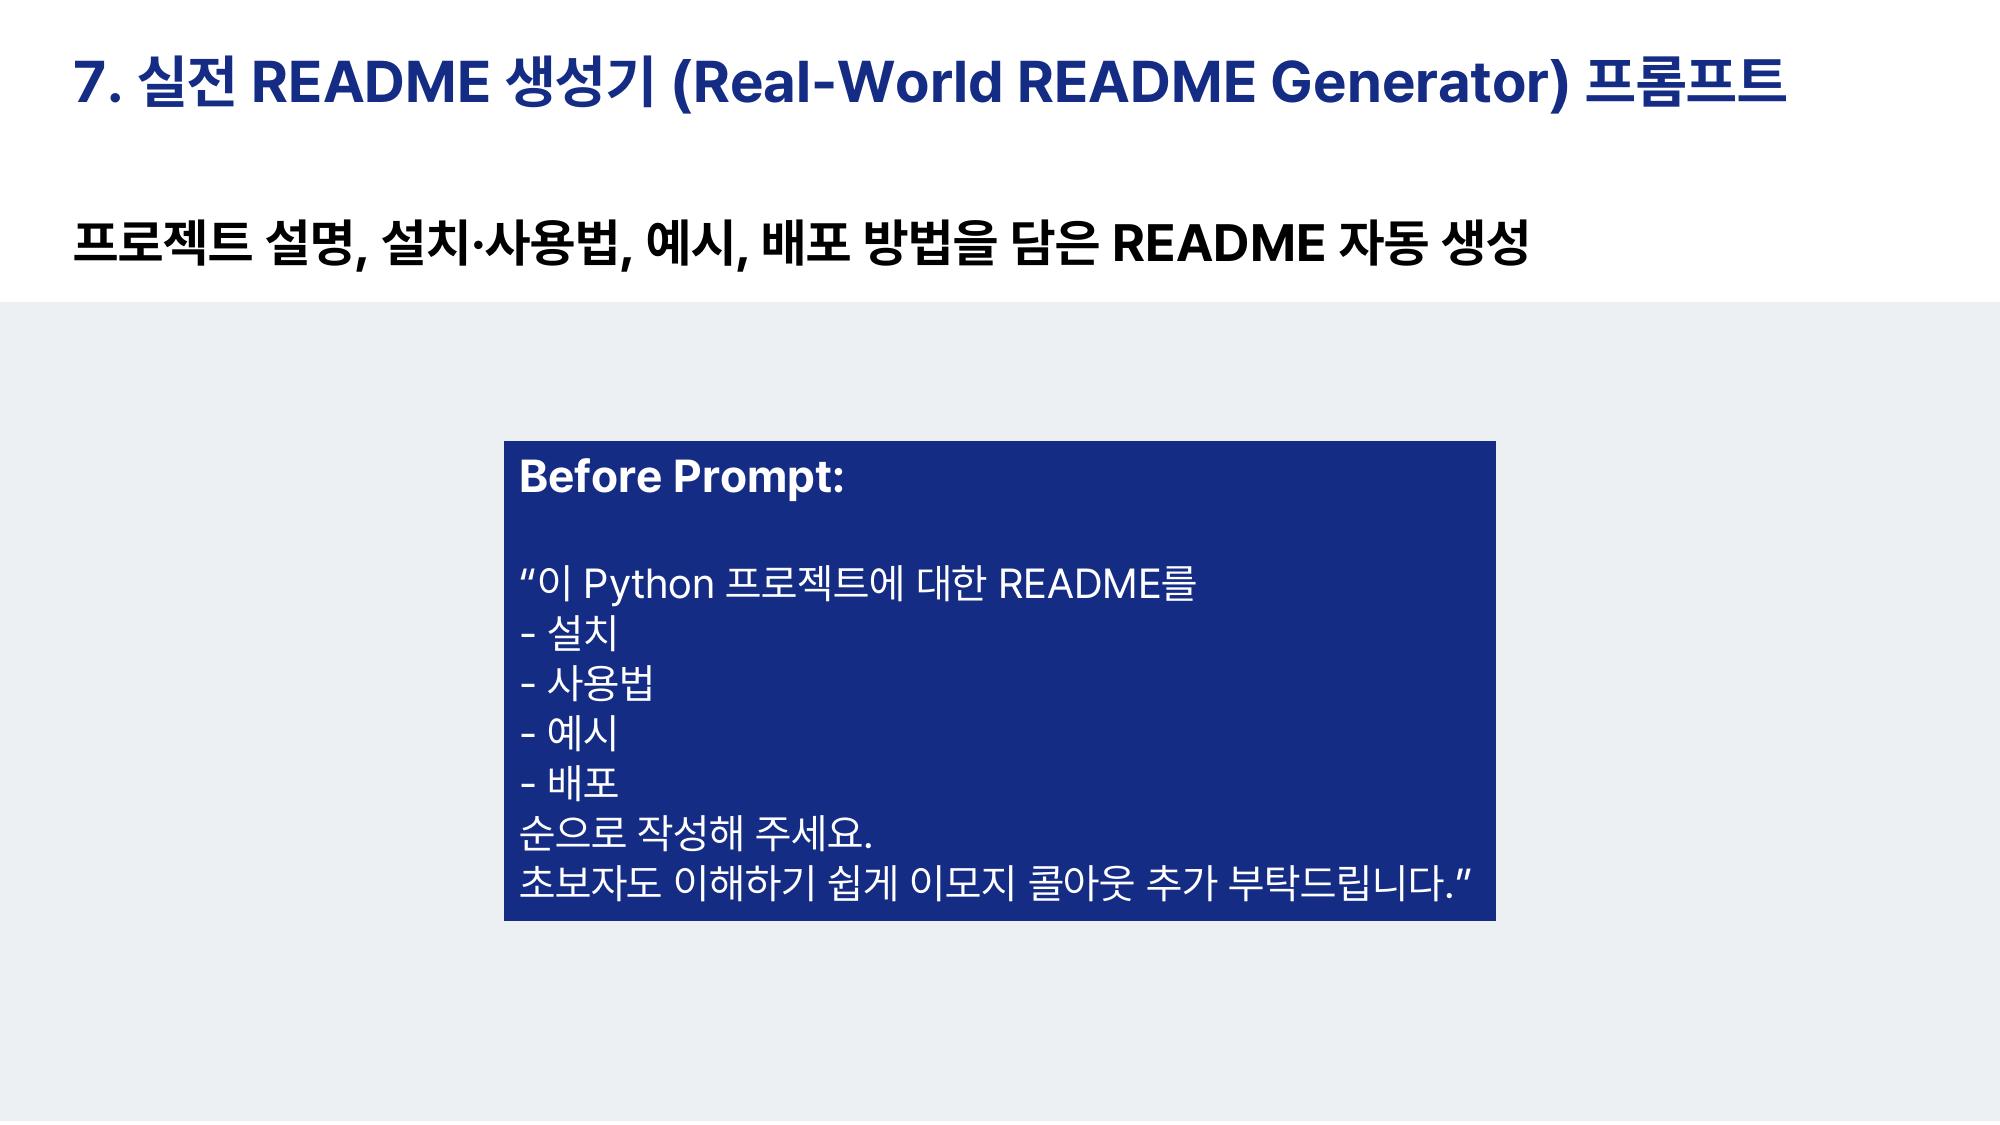 7. 실전 README 생성기 (Real-World README Generator) 프롬프트
프로젝트 설명, 설치·사용법, 예시, 배포 방법을 담은 README 자동 생성
Before Prompt:
“이 Python 프로젝트에 대한 README를
- 설치
- 사용법
- 예시
- 배포
순으로 작성해 주세요.
초보자도 이해하기 쉽게 이모지 콜아웃 추가 부탁드립니다.”